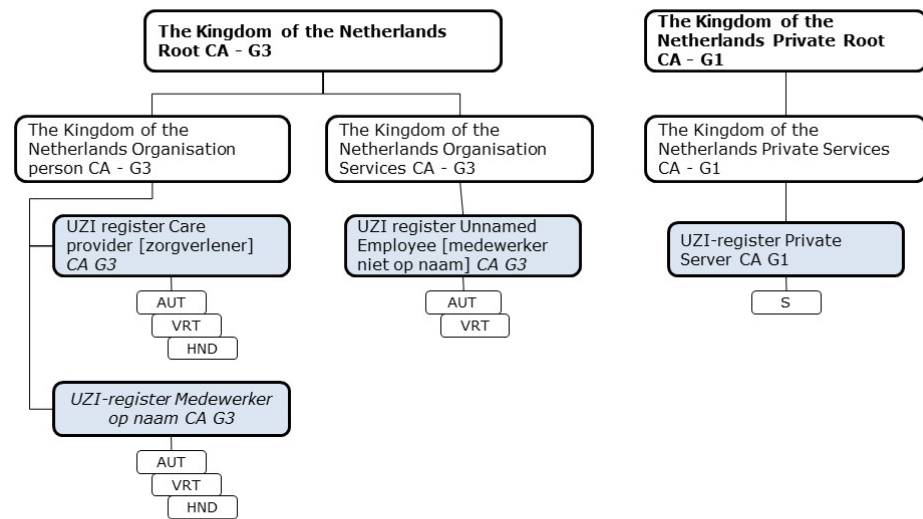 The Kingdom of the Netherlands
Root CA - G3
The Kingdom of the
Netherlands Private Root
CA - G1
The Kingdom of the
Netherlands Organisation
person CA - G3
The Kingdom of the
Netherlands Organisation
Services CA - G3
The Kingdom of the
Netherlands Private Services
CA - G1
UZI register Care
provider [zorgverlener]
CA G3
UZI register Unnamed
Employee [medewerker
niet op naam] CA G3
UZI-register Private
Server CA G1
AUT
VRT
HND
AUT
VRT
S
UZI-register Medewerker
op naam CA G3
AUT
VRT
HND